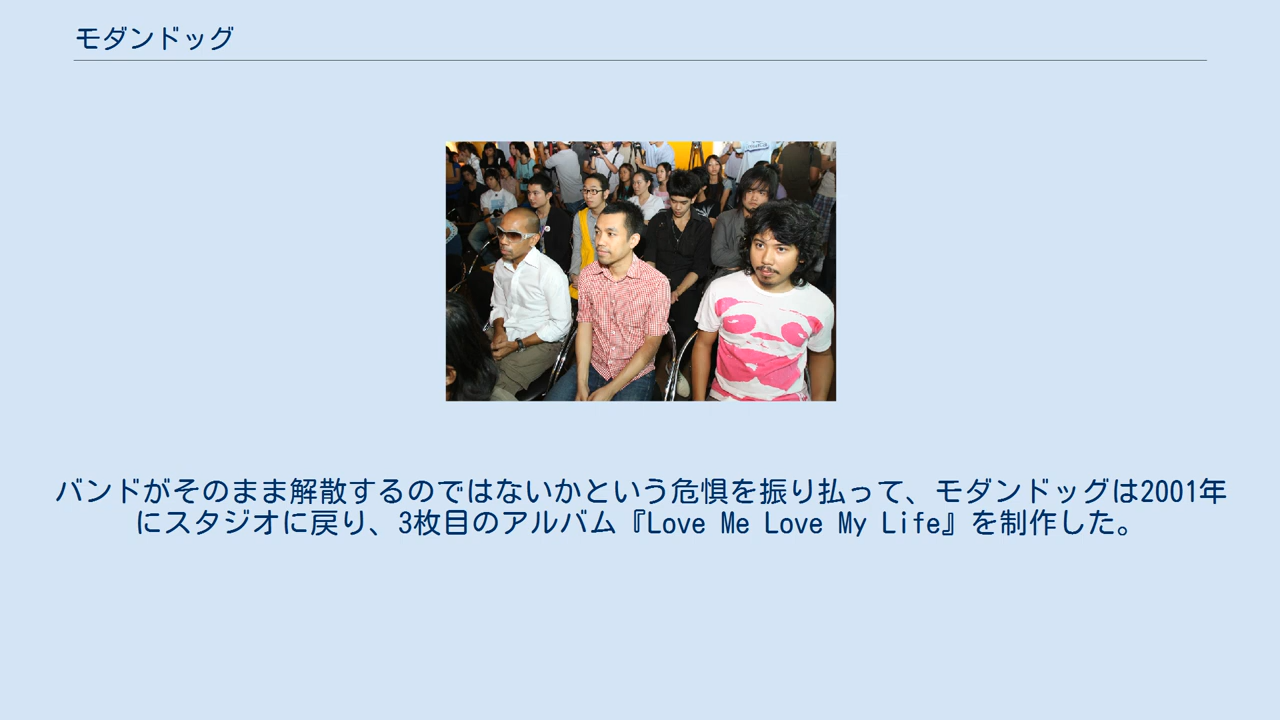 モダンドッグ
バンドがそのまま解散するのではないかという危惧を振り払って、モダンドッグは2001年
にスタジオに戻り、3枚目のアルバム『Love Me Love My Life』を制作した。